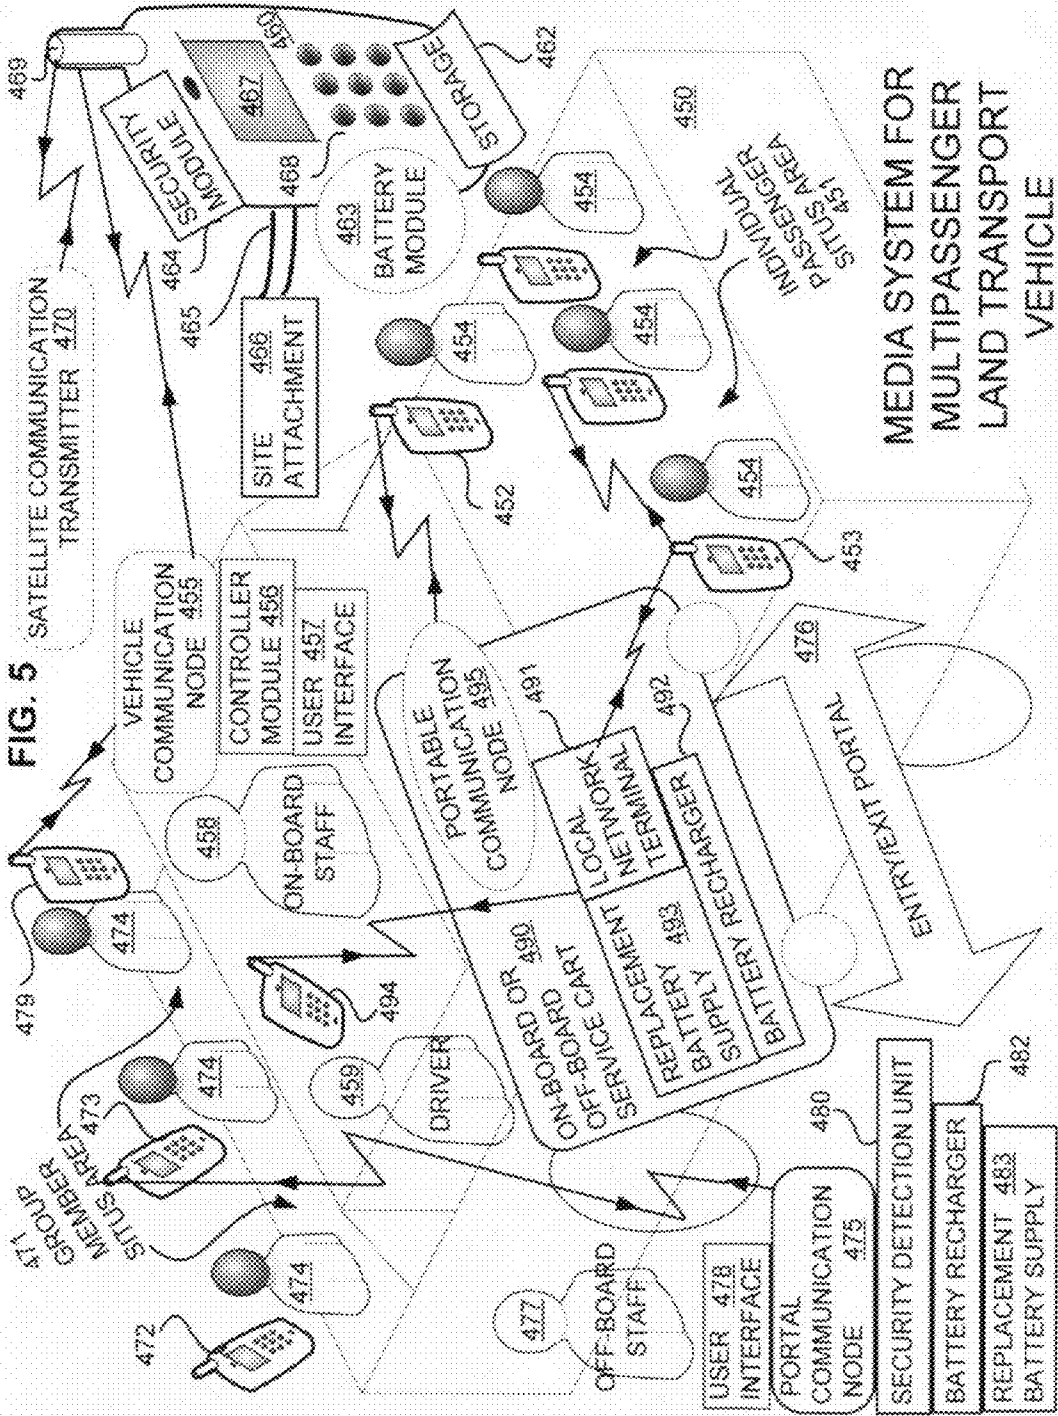 FIG. 5
SATELLITE COMMUNICATION
TRANSMITTER 470
469
SECURITY
MODULE
464
467
460
468
STORAGE
462
465
463
BATTERY
MODULE
SITE 466
ATTACHMENT
VEHICLE
COMMUNICATION
NODE 455
CONTROLLER
MODULE 456
USER 457
INTERFACE
479
474
458
ON-BOARD
STAFF
471
GROUP
MEMBER
SITUS AREA
473
474
474
472
494
459
DRIVER
452
454
454
454
454
453
450
INDIVIDUAL
PASSENGER
SITUS AREA
451
PORTABLE
COMMUNICATION
NODE 495
491
492
LOCAL
NETWORK
TERMINAL
ON-BOARD OR 490
OFF-BOARD
SERVICE CART
REPLACEMENT
BATTERY 493
SUPPLY
BATTERY RECHARGER
476
ENTRY/EXIT PORTAL
477
OFF-BOARD
STAFF
USER 478
INTERFACE
PORTAL
COMMUNICATION
NODE 475
480
SECURITY DETECTION UNIT
482
BATTERY RECHARGER
REPLACEMENT 483
BATTERY SUPPLY
MEDIA SYSTEM FOR
MULTIPASSENGER
LAND TRANSPORT
VEHICLE